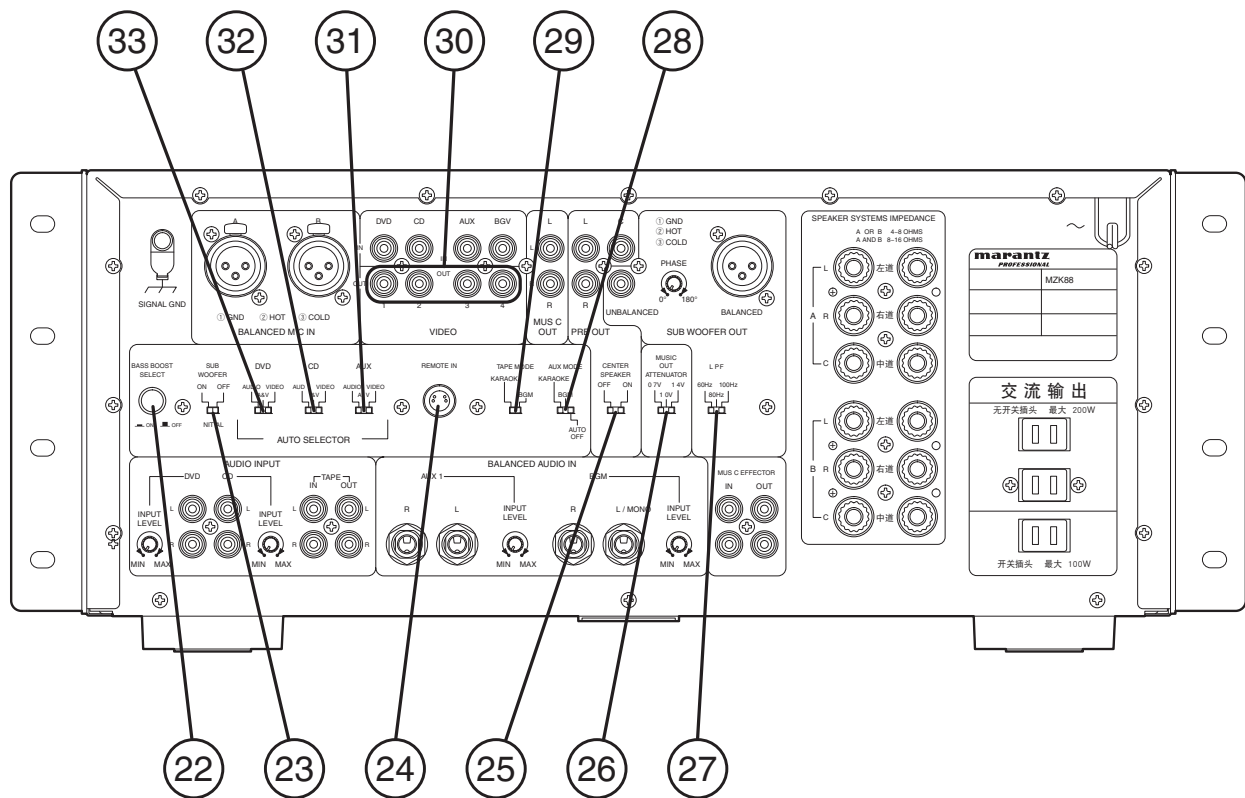 33 32 31 30 29 28
A B
DVD CD AUX BGV
IN
IN
OUT
OUT
1 2 3 4
SIGNAL GND
① GND ② HOT ③ COLD
BALANCED MIC IN
VIDEO
L
L
R
MUS C
OUT
L C
R
PRE OUT
① GND
② HOT
③ COLD
PHASE
0° 180°
UNBALANCED
BALANCED
SUB WOOFER OUT
SPEAKER SYSTEMS IMPEDANCE
A OR B 4–8 OHMS
A AND B 8–16 OHMS
L 左道
A R 右道
C 中道
L 左道
B R 右道
C 中道
marantz
PROFESSIONAL
MZK88
交流输出
无开关插头 最大 200W
开关插头 最大 100W
BASS BOOST
SELECT
ON OFF
SUB
WOOFER
ON OFF
NITIAL
DVD
AUDIO VIDEO
A&V
CD
AUD VIDEO
&V
AUX
AUDIO VIDEO
A V
AUTO SELECTOR
REMOTE IN
TAPE MODE
KARAOKE
BGM
AUX MODE
KARAOKE
BGM
AUTO
OFF
CENTER
SPEAKER
OFF ON
MUSIC
OUT
ATTENUATOR
0 7V 1 4V
1 0V
L PF
60Hz 100Hz
80Hz
AUDIO INPUT
DVD CD TAPE
IN OUT
INPUT
LEVEL
L L
INPUT
LEVEL
L L
R R R R
MIN MAX MIN MAX
BALANCED AUDIO IN
AUX 1 BGM
R L
INPUT
LEVEL
MIN MAX
R L / MONO
INPUT
LEVEL
MIN MAX
MUS C EFFECTOR
IN OUT
22 23 24 25 26 27